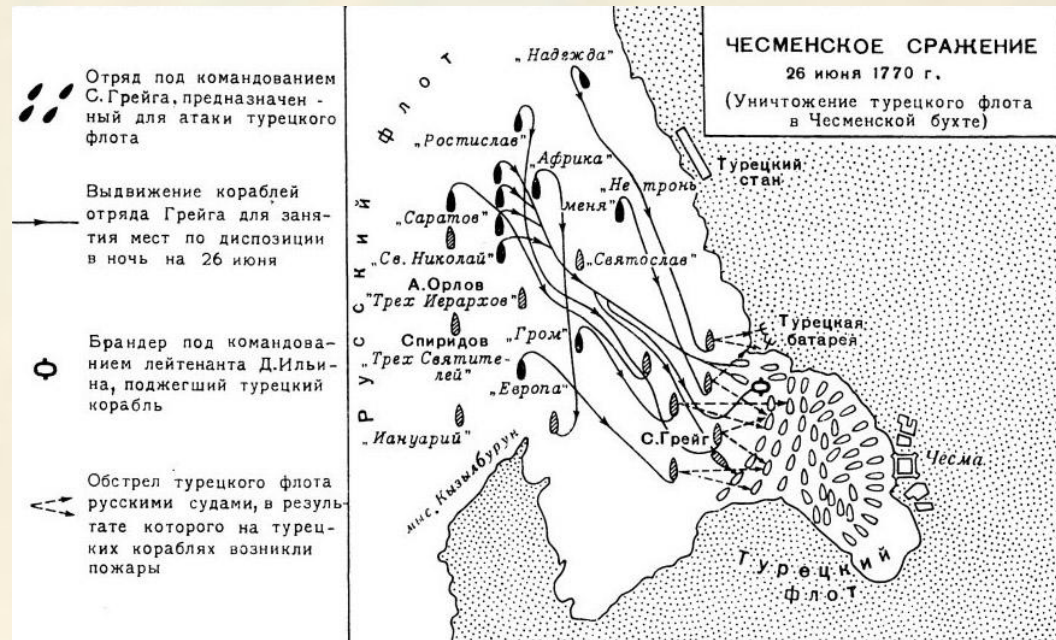 ЧЕСМЕНСКОЕ СРАЖЕНИЕ
26 июня 1770 г.
(Уничтожение турецкого флота
в Чесменской бухте)
Отряд под командованием
С. Грейга, предназначен -
ный для атаки турецкого
флота
Выдвижение кораблей
отряда Грейга для заня-
тия мест по диспозиции
в ночь на 26 июня
Брандер под командова-
нием лейтенанта Д.Ильи-
на, поджегший турецкий
корабль
Обстрел турецкого флота
русскими судами, в резуль-
тате которого на турец-
ких кораблях возникли
пожары
РУССКИЙ ФЛОТ
„Надежда"
„Ростислав"
„Африка"
„Не тронь
меня"
„Саратов"
„Св. Николай"
„Святослав"
А.Орлов
"Трех Иерархов"
Спиридов
„Трех Святите-
лей"
„Гром"
„Европа"
„Иануарий"
С.Грейг
мыс. Кызылбурун
Турецкий
стан
Турецкая
батарея
Чесма
Турецкий
флот